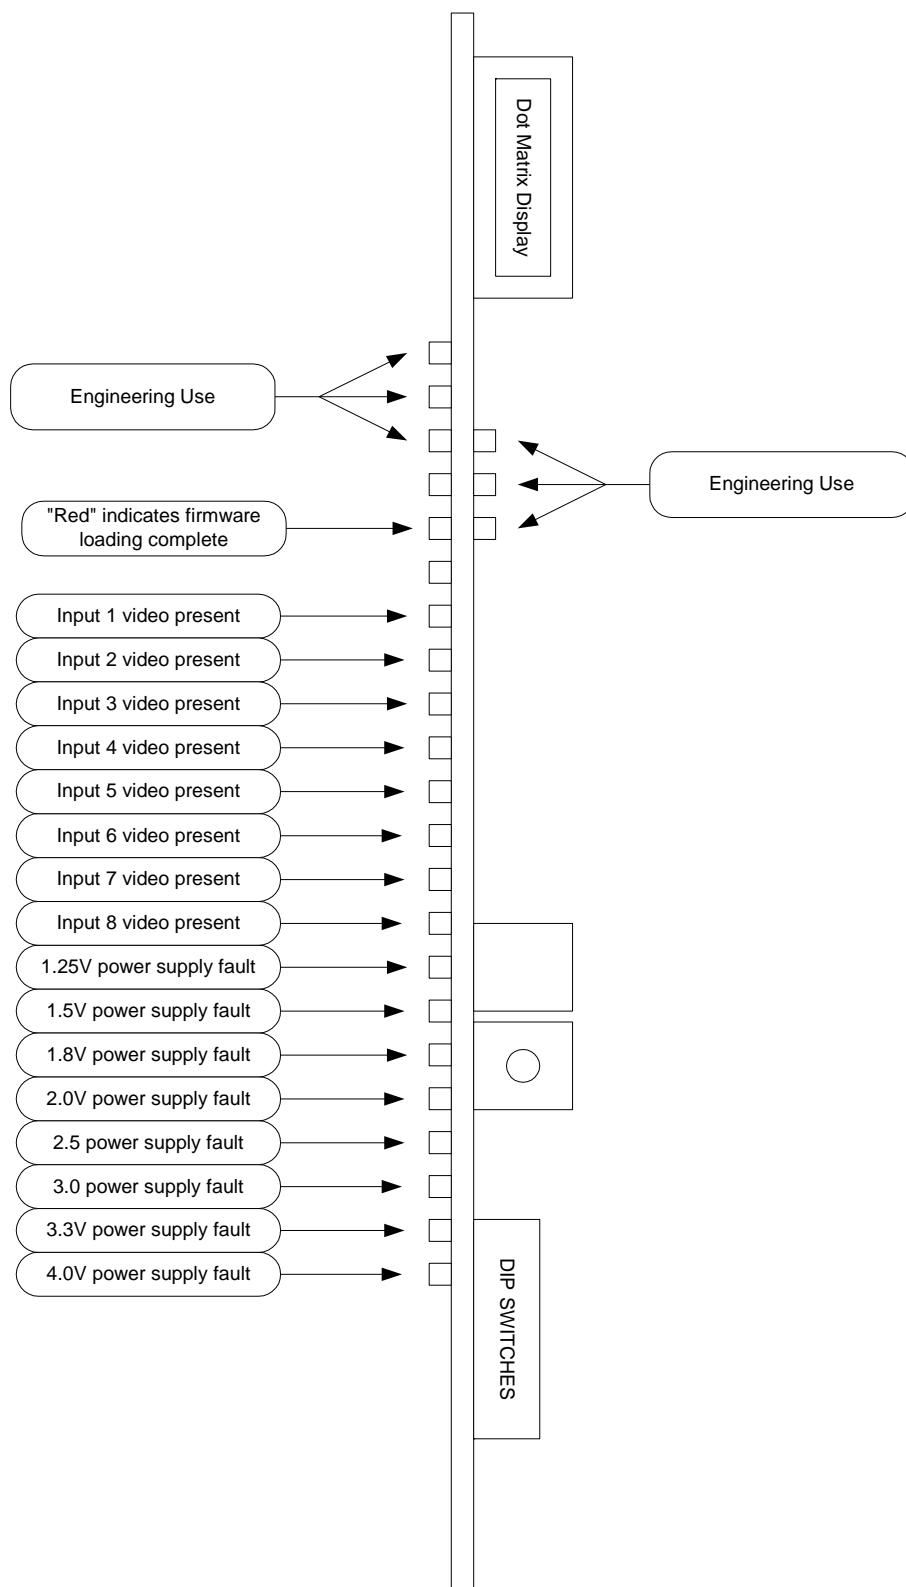 Dot Matrix Display
Engineering Use
Engineering Use
"Red" indicates firmware
loading complete
Input 1 video present
Input 2 video present
Input 3 video present
Input 4 video present
Input 5 video present
Input 6 video present
Input 7 video present
Input 8 video present
1.25V power supply fault
1.5V power supply fault
1.8V power supply fault
2.0V power supply fault
2.5 power supply fault
3.0 power supply fault
3.3V power supply fault
4.0V power supply fault
DIP SWITCHES